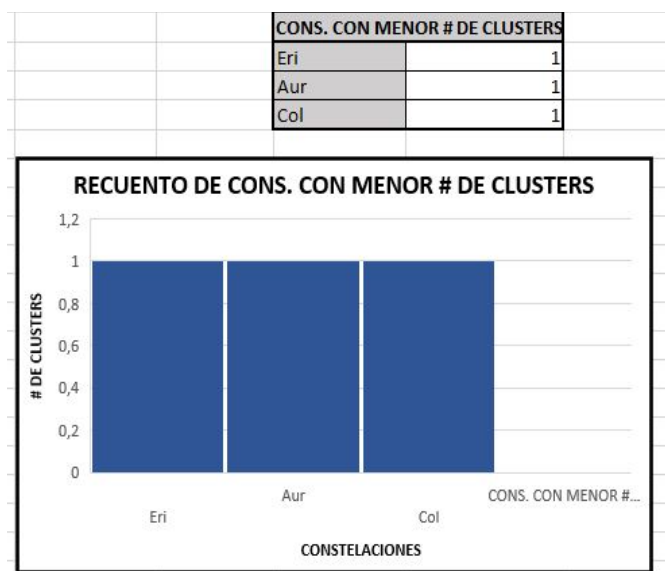 CONS. CON MENOR # DE CLUSTERS
Eri 1
Aur 1
Col 1
RECUENTO DE CONS. CON MENOR # DE CLUSTERS
1,2
1
0,8
0,6
0,4
0,2
0
# DE CLUSTERS
Aur CONS. CON MENOR #...
Eri Col
CONSTELACIONES